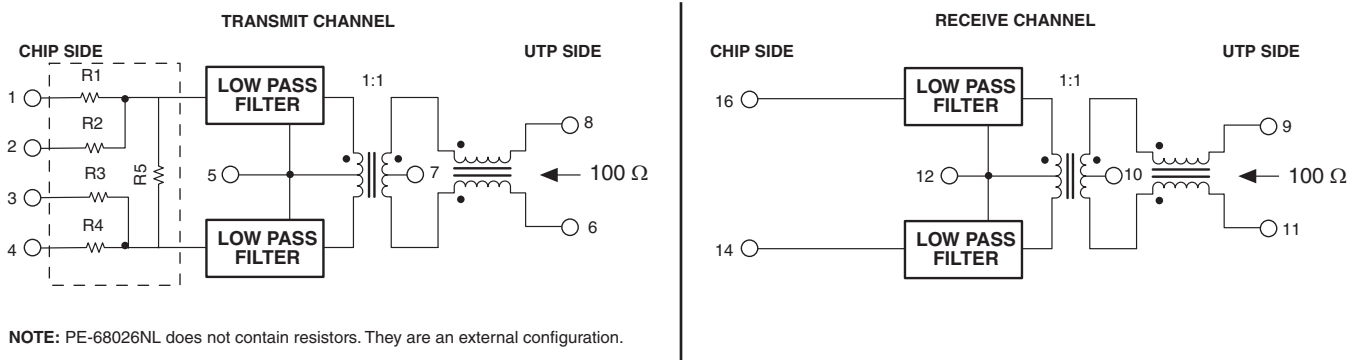 TRANSMIT CHANNEL
CHIP SIDE
UTP SIDE
R1
1
R2
2
R3
3
R4
4
R5
LOW PASS
FILTER
1:1
5
7
8
100 Ω
6
LOW PASS
FILTER
NOTE: PE-68026NL does not contain resistors. They are an external configuration.
RECEIVE CHANNEL
CHIP SIDE
UTP SIDE
16
LOW PASS
FILTER
1:1
12
10
9
100 Ω
11
14
LOW PASS
FILTER